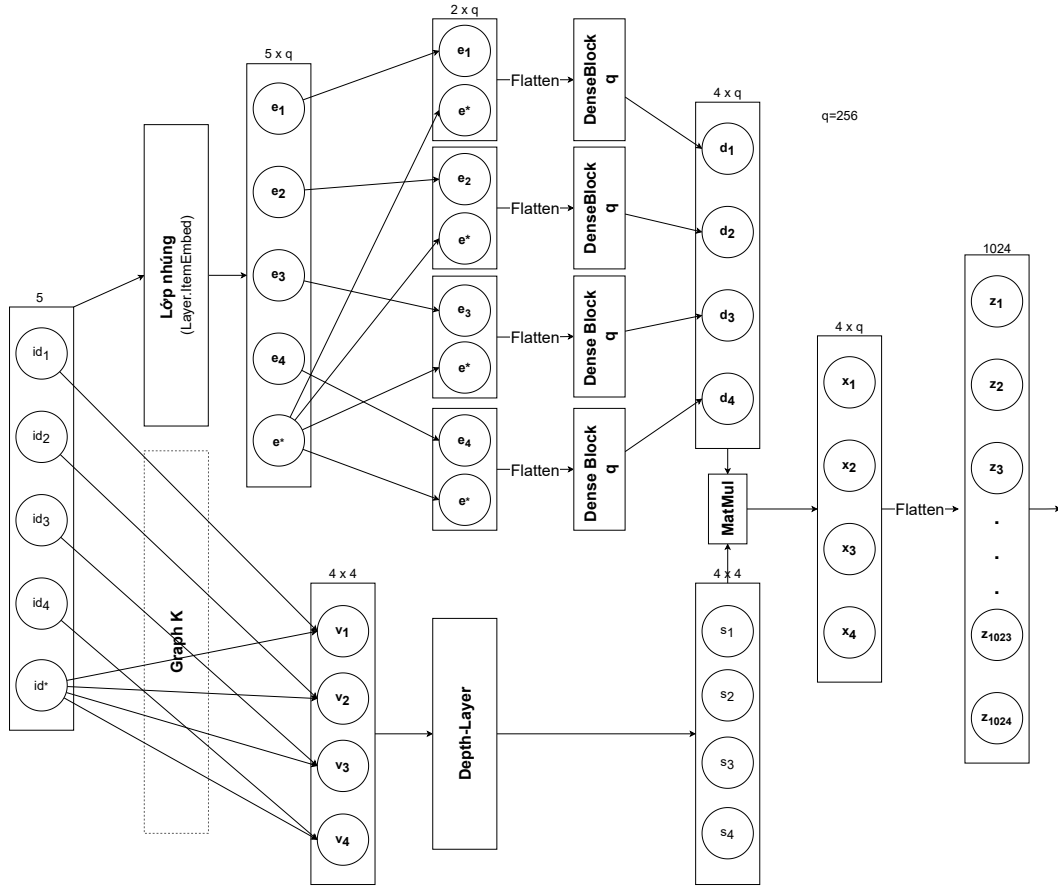 5
id1
id2
id3
id4
id*
Lớp nhúng
(Layer.ItemEmbed)
Graph K
5 x q
e1
e2
e3
e4
e*
2 x q
e1
e*
e2
e*
e3
e*
e4
e*
Flatten
Flatten
Flatten
Flatten
DenseBlock
q
DenseBlock
q
Dense Block
q
Dense Block
q
4 x q
d1
d2
d3
d4
q=256
4 x 4
v1
v2
v3
v4
Depth-Layer
MatMul
4 x 4
s1
s2
s3
s4
4 x q
x1
x2
x3
x4
Flatten
1024
z1
z2
z3
.
.
.
z1023
z1024